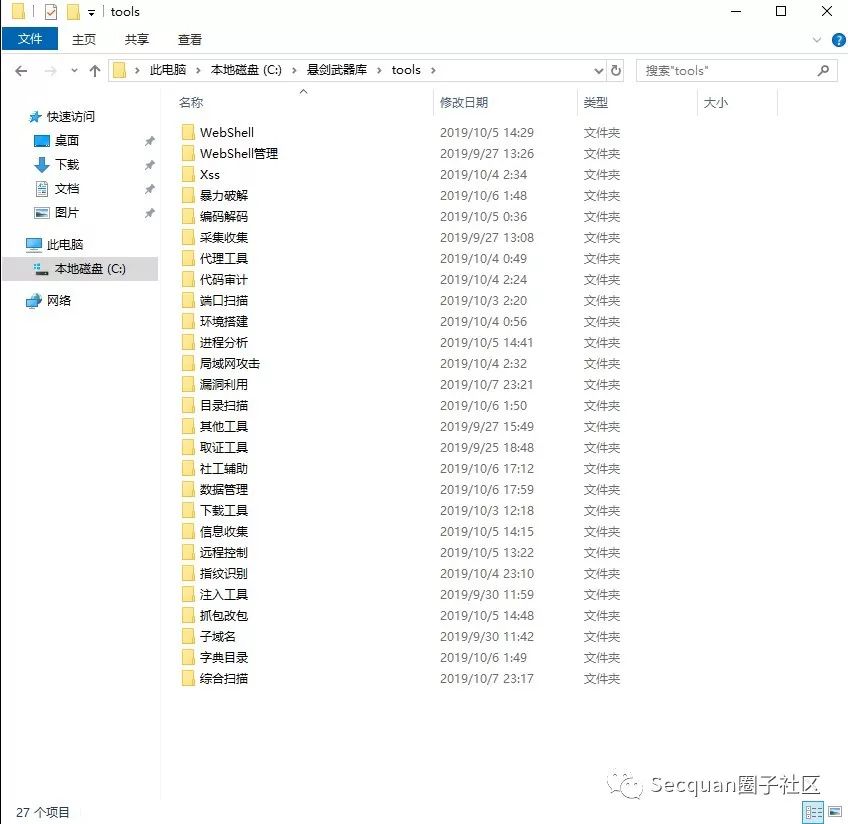 tools
文件 主页 共享 查看
此电脑 本地磁盘 (C:) 悬剑武器库 tools 搜索"tools"
快速访问
桌面
下载
文档
图片
此电脑
本地磁盘 (C:)
网络
名称 修改日期 类型 大小
WebShell 2019/10/5 14:29 文件夹
WebShell管理 2019/9/27 13:26 文件夹
Xss 2019/10/4 2:34 文件夹
暴力破解 2019/10/6 1:48 文件夹
编码解码 2019/10/5 0:36 文件夹
采集收集 2019/9/27 13:08 文件夹
代理工具 2019/10/4 0:49 文件夹
代码审计 2019/10/4 2:24 文件夹
端口扫描 2019/10/3 2:20 文件夹
环境搭建 2019/10/4 0:56 文件夹
进程分析 2019/10/5 14:41 文件夹
局域网攻击 2019/10/4 2:32 文件夹
漏洞利用 2019/10/7 23:21 文件夹
目录扫描 2019/10/6 1:50 文件夹
其他工具 2019/9/27 15:49 文件夹
取证工具 2019/9/25 18:48 文件夹
社工辅助 2019/10/6 17:12 文件夹
数据管理 2019/10/6 17:59 文件夹
下载工具 2019/10/3 12:18 文件夹
信息收集 2019/10/5 14:15 文件夹
远程控制 2019/10/5 13:22 文件夹
指纹识别 2019/10/4 23:10 文件夹
注入工具 2019/9/30 11:59 文件夹
抓包改包 2019/10/5 14:48 文件夹
子域名 2019/9/30 11:42 文件夹
字典目录 2019/10/6 1:49 文件夹
综合扫描 2019/10/7 23:17 文件夹
Secquan圈子社区
27 个项目